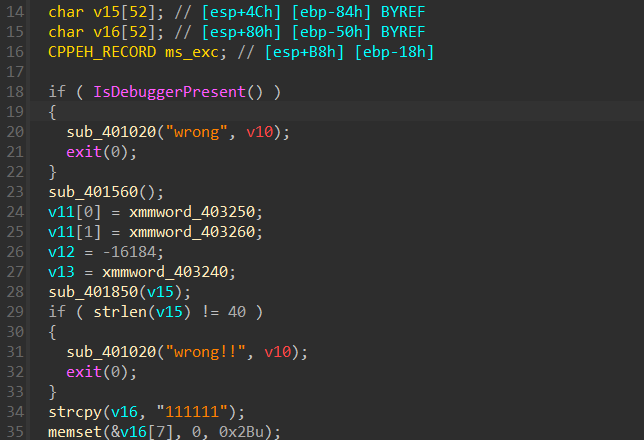 14 char v15[52]; // [esp+4Ch] [ebp-84h] BYREF
15 char v16[52]; // [esp+80h] [ebp-50h] BYREF
16 CPPEH_RECORD ms_exc; // [esp+B8h] [ebp-18h]
17
18 if ( IsDebuggerPresent() )
19 {
20 sub_401020("wrong", v10);
21 exit(0);
22 }
23 sub_401560();
24 v11[0] = xmmword_403250;
25 v11[1] = xmmword_403260;
26 v12 = -16184;
27 v13 = xmmword_403240;
28 sub_401850(v15);
29 if ( strlen(v15) != 40 )
30 {
31 sub_401020("wrong!!", v10);
32 exit(0);
33 }
34 strcpy(v16, "111111");
35 memset(&v16[7], 0, 0x2Bu);